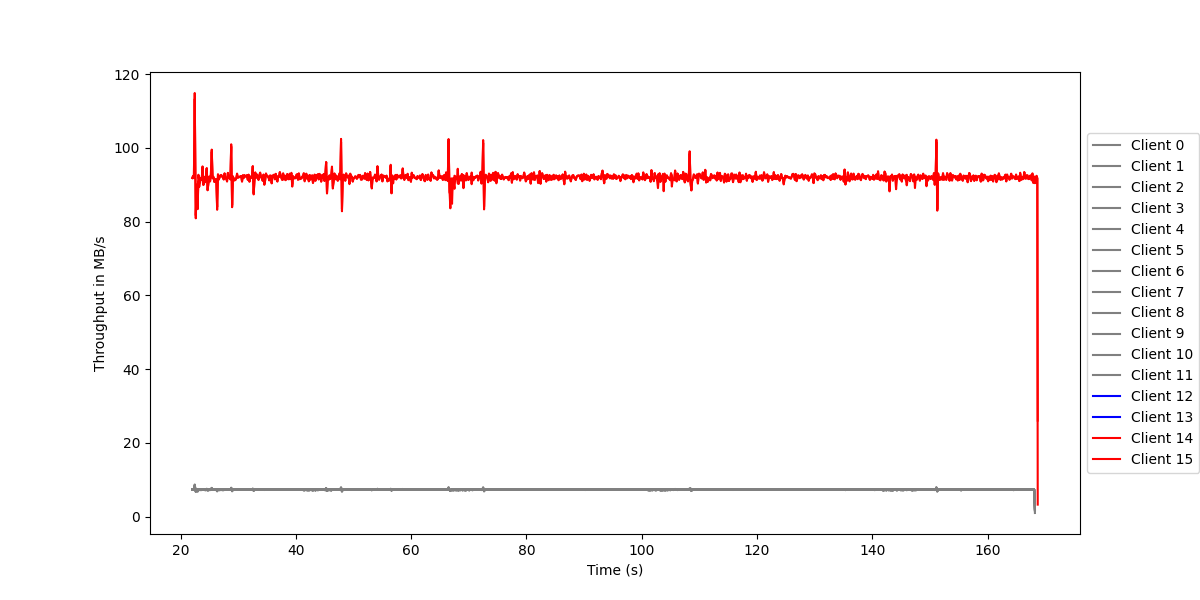 120
100
80
60
40
20
0
Throughput in MB/s
20 40 60 80 100 120 140 160
Time (s)
Client 0
Client 1
Client 2
Client 3
Client 4
Client 5
Client 6
Client 7
Client 8
Client 9
Client 10
Client 11
Client 12
Client 13
Client 14
Client 15